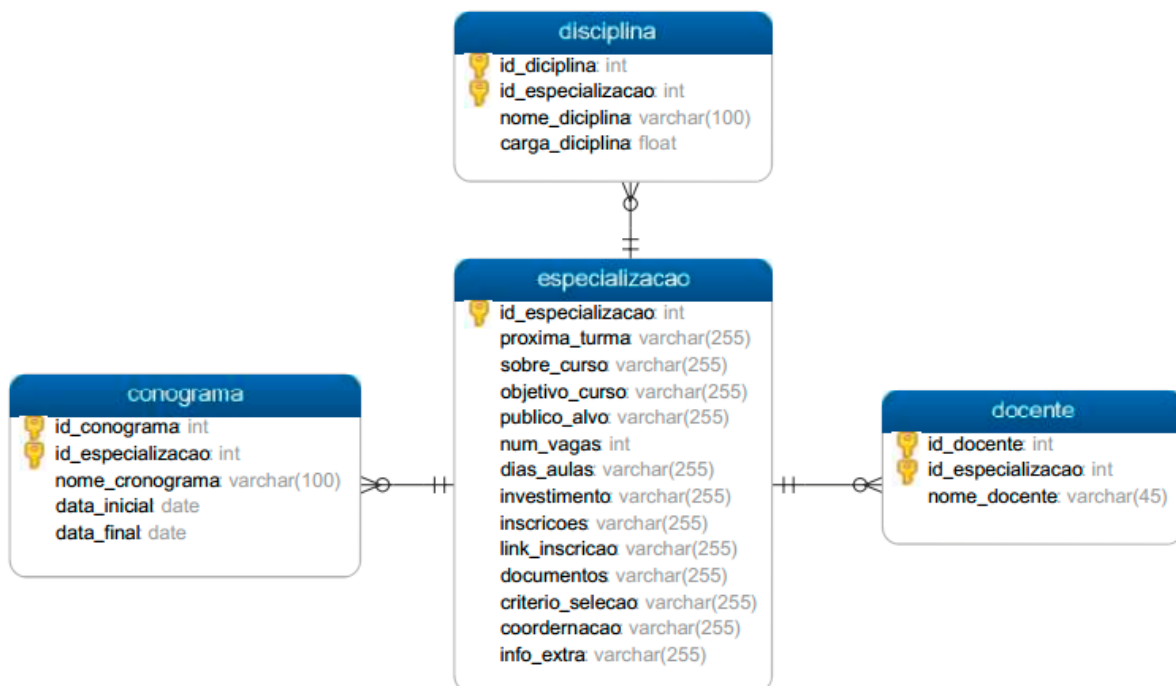 disciplina
id_diciplina: int
id_especializacao: int
nome_diciplina: varchar(100)
carga_diciplina: float
especializacao
id_especializacao: int
proxima_turma: varchar(255)
sobre_curso: varchar(255)
objetivo_curso: varchar(255)
publico_alvo: varchar(255)
num_vagas: int
dias_aulas: varchar(255)
investimento: varchar(255)
inscricoes: varchar(255)
link_inscricao: varchar(255)
documentos: varchar(255)
criterio_selecao: varchar(255)
coordernacao: varchar(255)
info_extra: varchar(255)
conograma
id_conograma: int
id_especializacao: int
nome_cronograma: varchar(100)
data_inicial: date
data_final: date
docente
id_docente: int
id_especializacao: int
nome_docente: varchar(45)